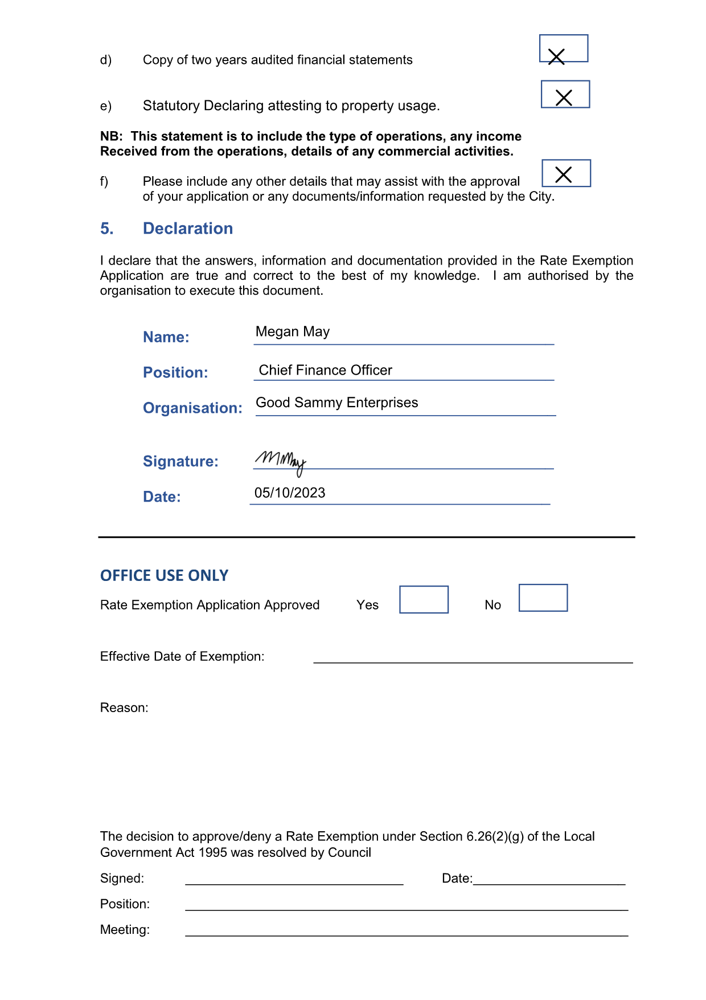 d) Copy of two years audited financial statements
e) Statutory Declaring attesting to property usage.
NB: This statement is to include the type of operations, any income
Received from the operations, details of any commercial activities.
f) Please include any other details that may assist with the approval
of your application or any documents/information requested by the City.
5. Declaration
I declare that the answers, information and documentation provided in the Rate Exemption
Application are true and correct to the best of my knowledge. I am authorised by the
organisation to execute this document.
Name: Megan May
Position: Chief Finance Officer
Organisation: Good Sammy Enterprises
Signature: MMay
Date: 05/10/2023
OFFICE USE ONLY
Rate Exemption Application Approved Yes No
Effective Date of Exemption:
Reason:
The decision to approve/deny a Rate Exemption under Section 6.26(2)(g) of the Local
Government Act 1995 was resolved by Council
Signed: Date:
Position:
Meeting: